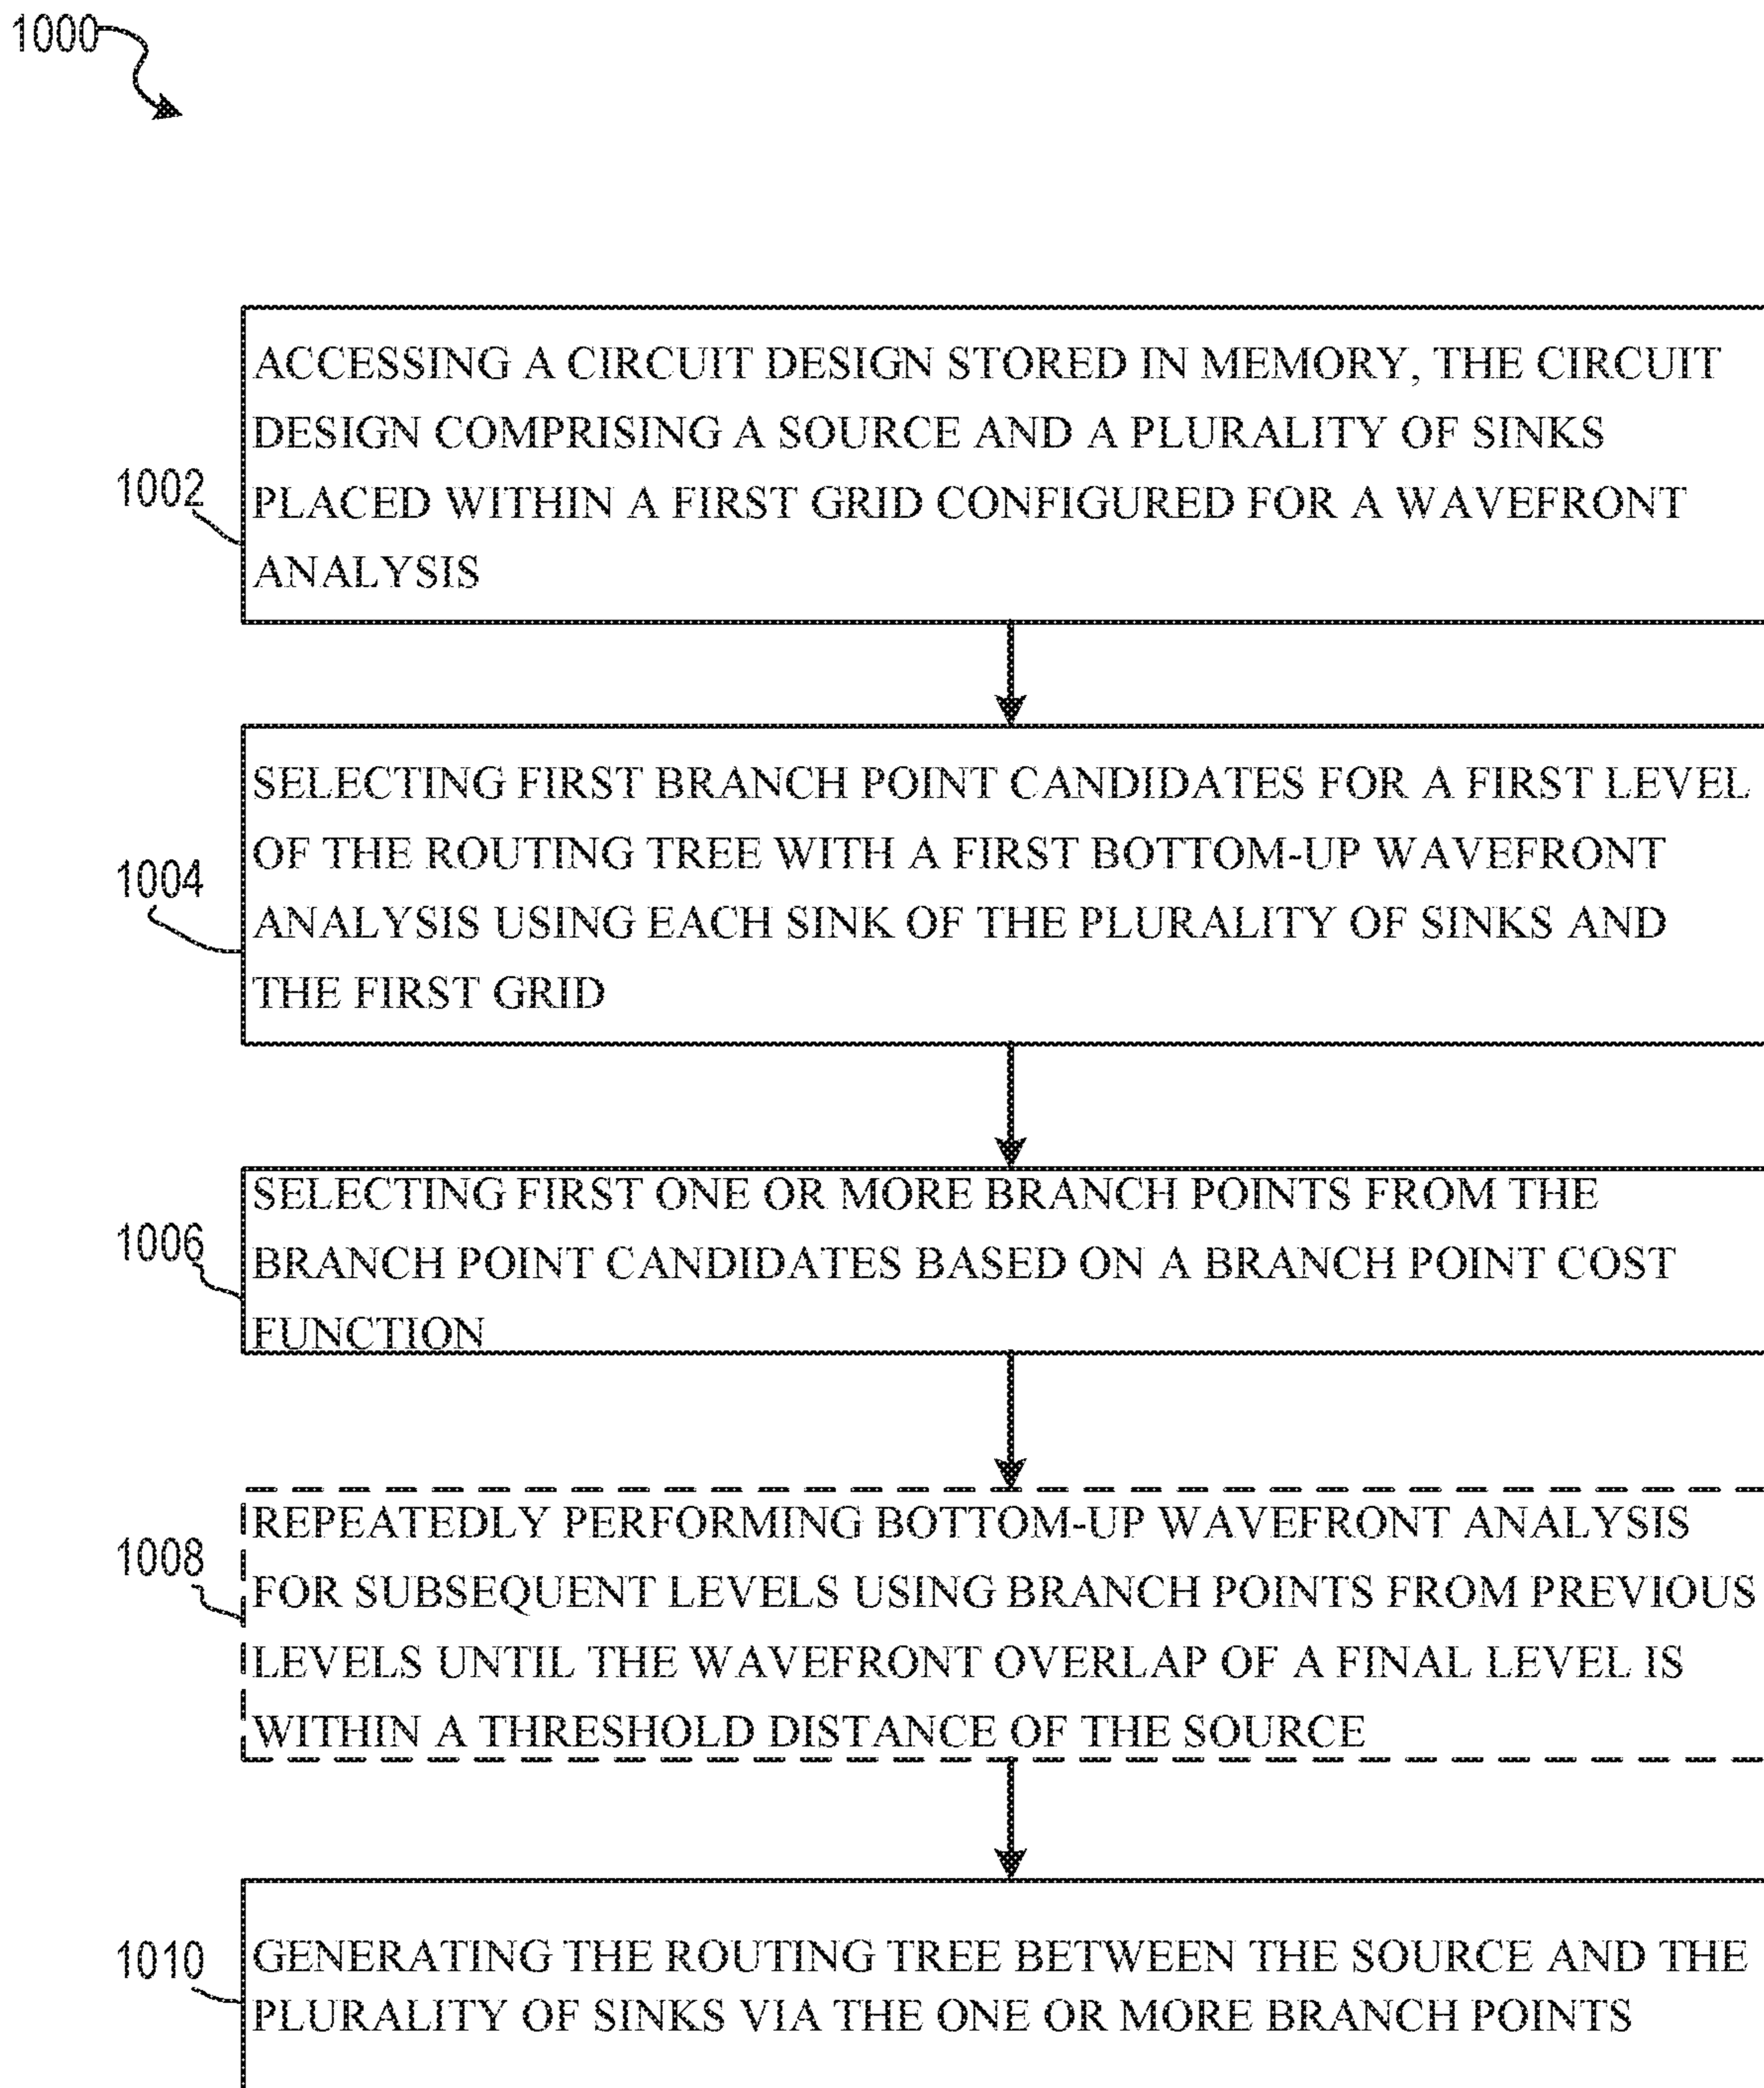 1000
ACCESSING A CIRCUIT DESIGN STORED IN MEMORY, THE CIRCUIT
DESIGN COMPRISING A SOURCE AND A PLURALITY OF SINKS
PLACED WITHIN A FIRST GRID CONFIGURED FOR A WAVEFRONT
ANALYSIS
1002
SELECTING FIRST BRANCH POINT CANDIDATES FOR A FIRST LEVEL
OF THE ROUTING TREE WITH A FIRST BOTTOM-UP WAVEFRONT
ANALYSIS USING EACH SINK OF THE PLURALITY OF SINKS AND
THE FIRST GRID
1004
SELECTING FIRST ONE OR MORE BRANCH POINTS FROM THE
BRANCH POINT CANDIDATES BASED ON A BRANCH POINT COST
FUNCTION
1006
REPEATEDLY PERFORMING BOTTOM-UP WAVEFRONT ANALYSIS
FOR SUBSEQUENT LEVELS USING BRANCH POINTS FROM PREVIOUS
LEVELS UNTIL THE WAVEFRONT OVERLAP OF A FINAL LEVEL IS
WITHIN A THRESHOLD DISTANCE OF THE SOURCE
1008
GENERATING THE ROUTING TREE BETWEEN THE SOURCE AND THE
PLURALITY OF SINKS VIA THE ONE OR MORE BRANCH POINTS
1010